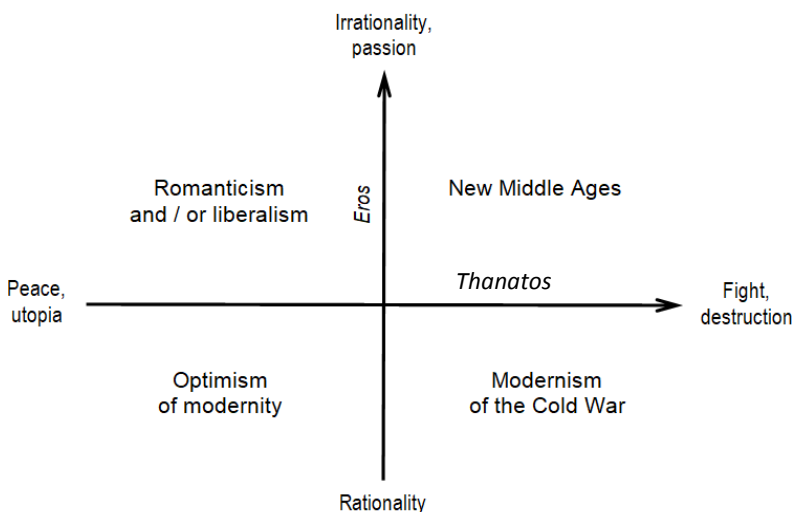 Irrationality,
passion
Romanticism
and / or liberalism
Eros
New Middle Ages
Peace,
utopia
Thanatos
Fight,
destruction
Optimism
of modernity
Modernism
of the Cold War
Rationality